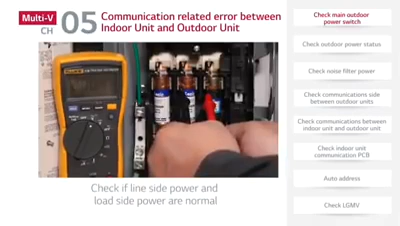 Multi-V
CH
05
Communication related error between
Indoor Unit and Outdoor Unit
Check if line side power and
load side power are normal
Check main outdoor
power switch
Check outdoor power status
Check noise filter power
Check communications side
between outdoor units
Check communications between
indoor unit and outdoor unit
Check indoor unit
communication PCB
Auto address
Check LGMV